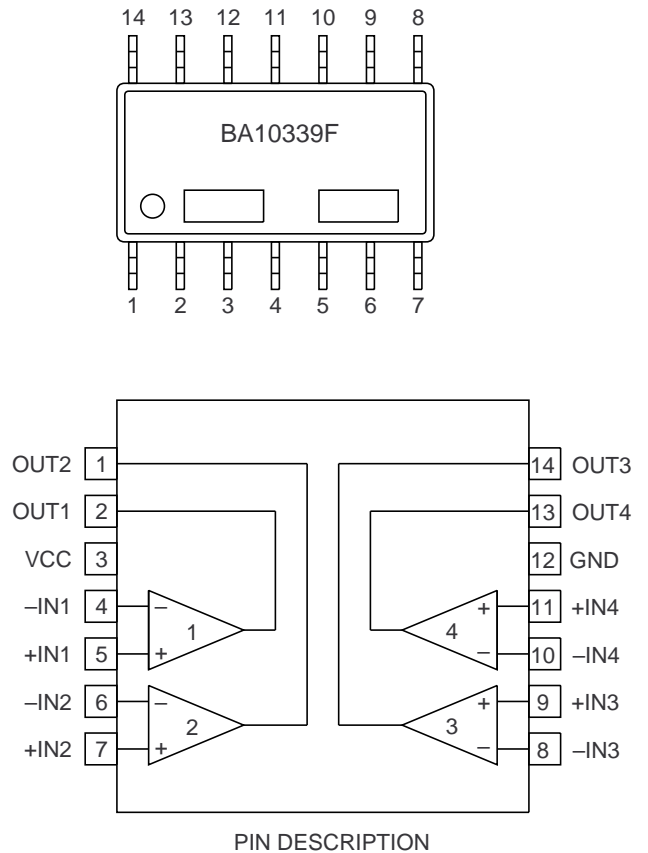 14 13 12 11 10 9 8
BA10339F
1 2 3 4 5 6 7
OUT2 1
14 OUT3
OUT1 2
13 OUT4
VCC 3
12 GND
–IN1 4 –
+ 11 +IN4
1
4
+IN1 5 +
– 10 –IN4
–IN2 6 –
+ 9 +IN3
2
3
+IN2 7 +
– 8 –IN3
PIN DESCRIPTION